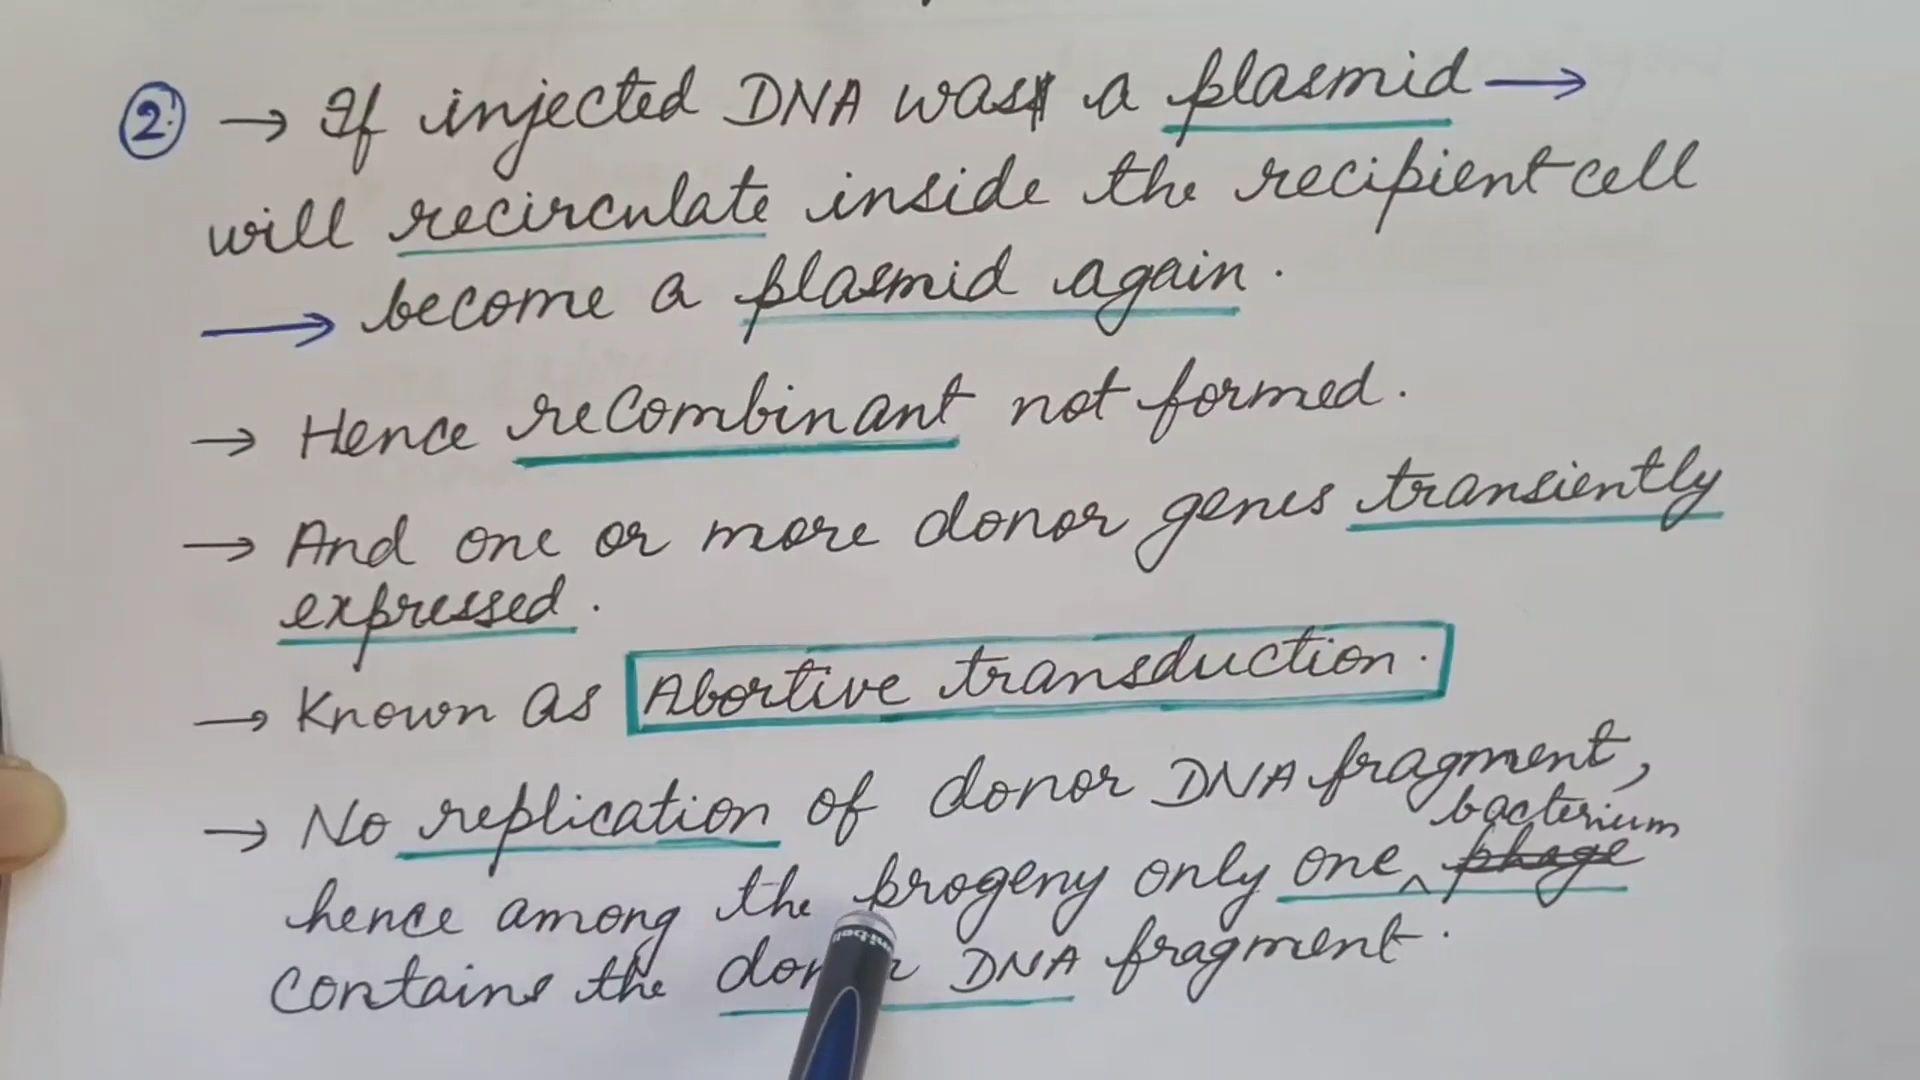 2. → If injected DNA was a plasmid →
will recirculate inside the recipient cell
→ become a plasmid again.
→ Hence recombinant not formed.
→ And one or more donor genes transiently
expressed.
→ Known as Abortive transduction.
→ No replication of donor DNA fragment,
bacterium
hence among the progeny only one ^ phage
contains the donor DNA fragment.